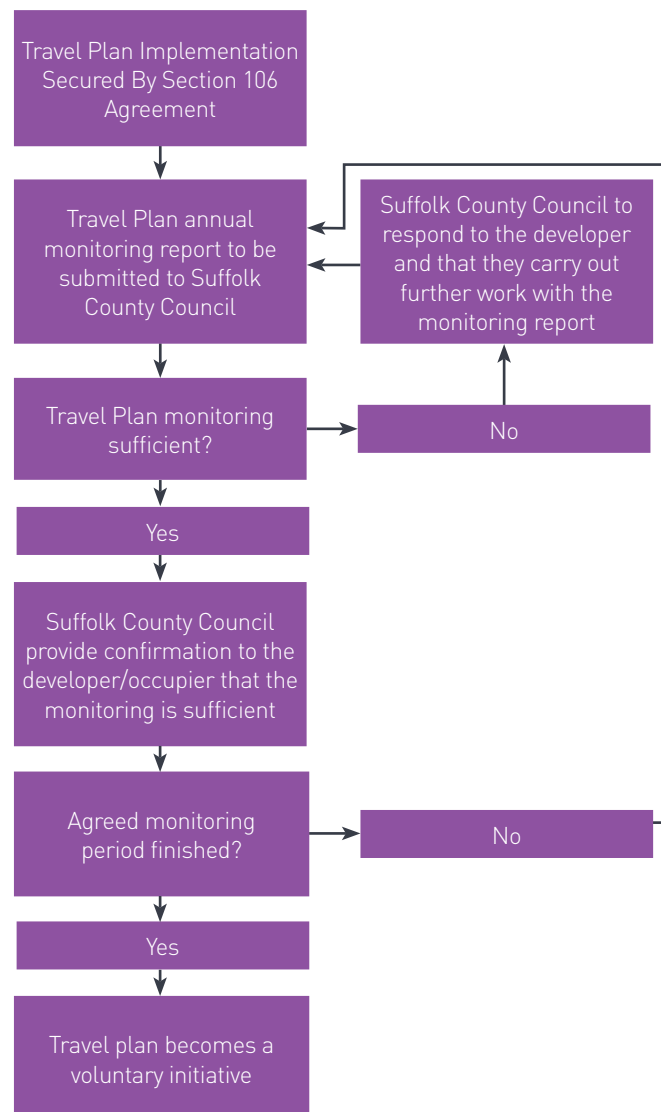 Travel Plan Implementation
Secured By Section 106
Agreement
Travel Plan annual
monitoring report to be
submitted to Suffolk
County Council
Suffolk County Council to
respond to the developer
and that they carry out
further work with the
monitoring report
Travel Plan monitoring
sufficient?
No
Yes
Suffolk County Council
provide confirmation to the
developer/occupier that the
monitoring is sufficient
Agreed monitoring
period finished?
No
Yes
Travel plan becomes a
voluntary initiative